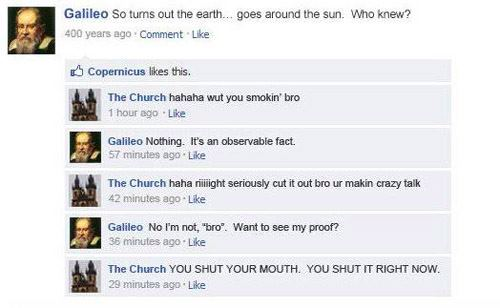 Galileo So turns out the earth... goes around the sun. Who knew?
400 years ago · Comment · Like
Copernicus likes this.
The Church hahaha wut you smokin' bro
1 hour ago · Like
Galileo Nothing. It's an observable fact.
57 minutes ago · Like
The Church haha riiiiight seriously cut it out bro ur makin crazy talk
42 minutes ago · Like
Galileo No I'm not, "bro". Want to see my proof?
36 minutes ago · Like
The Church YOU SHUT YOUR MOUTH. YOU SHUT IT RIGHT NOW.
29 minutes ago · Like